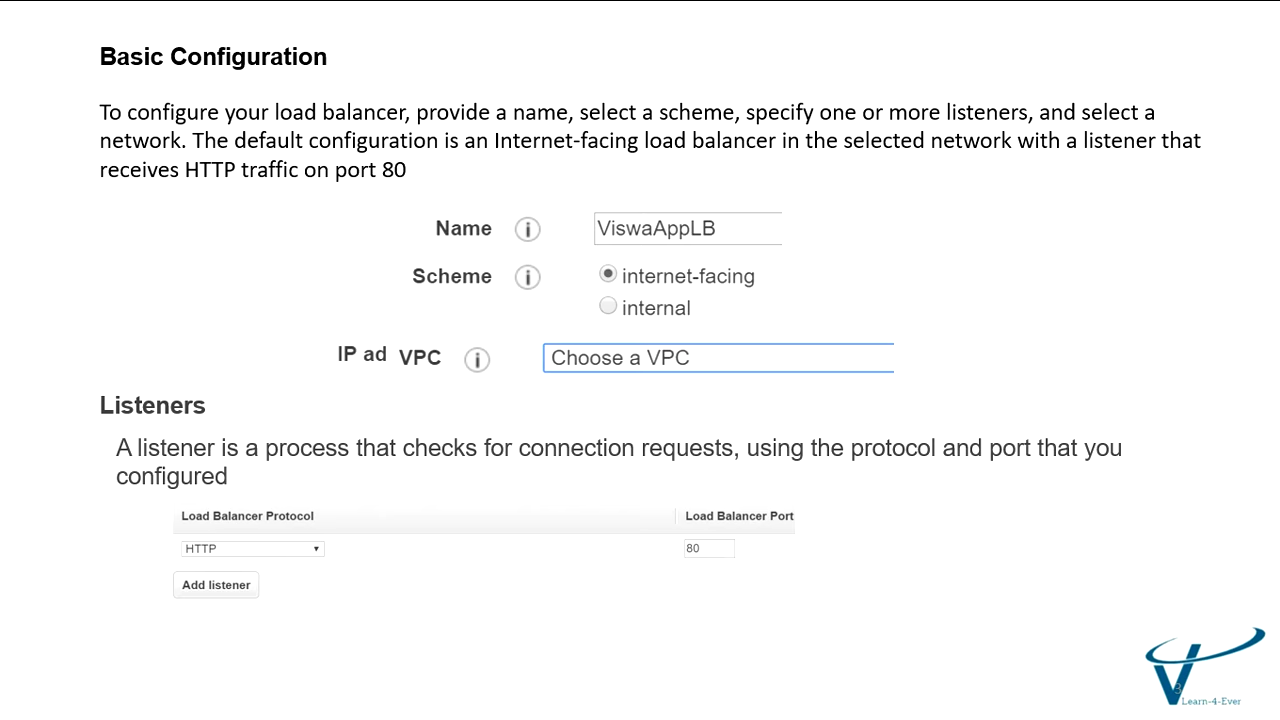 Basic Configuration
To configure your load balancer, provide a name, select a scheme, specify one or more listeners, and select a
network. The default configuration is an Internet-facing load balancer in the selected network with a listener that
receives HTTP traffic on port 80
Name i ViswaAppLB
Scheme i internet-facing
internal
IP ad VPC i Choose a VPC
Listeners
A listener is a process that checks for connection requests, using the protocol and port that you
configured
Load Balancer Protocol Load Balancer Port
HTTP 80
Add listener
V
3
Learn-4-Ever